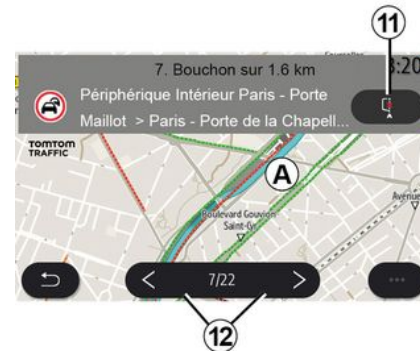 11
7. Bouchon sur 1.6 km
3:20
Périphérique Intérieur Paris - Porte
Maillot > Paris - Porte de la Chapell...
A
TOMTOM
TRAFFIC
A
Avenue
Boulevard Gouvion
Saint-Cyr
< 7/22 >
12